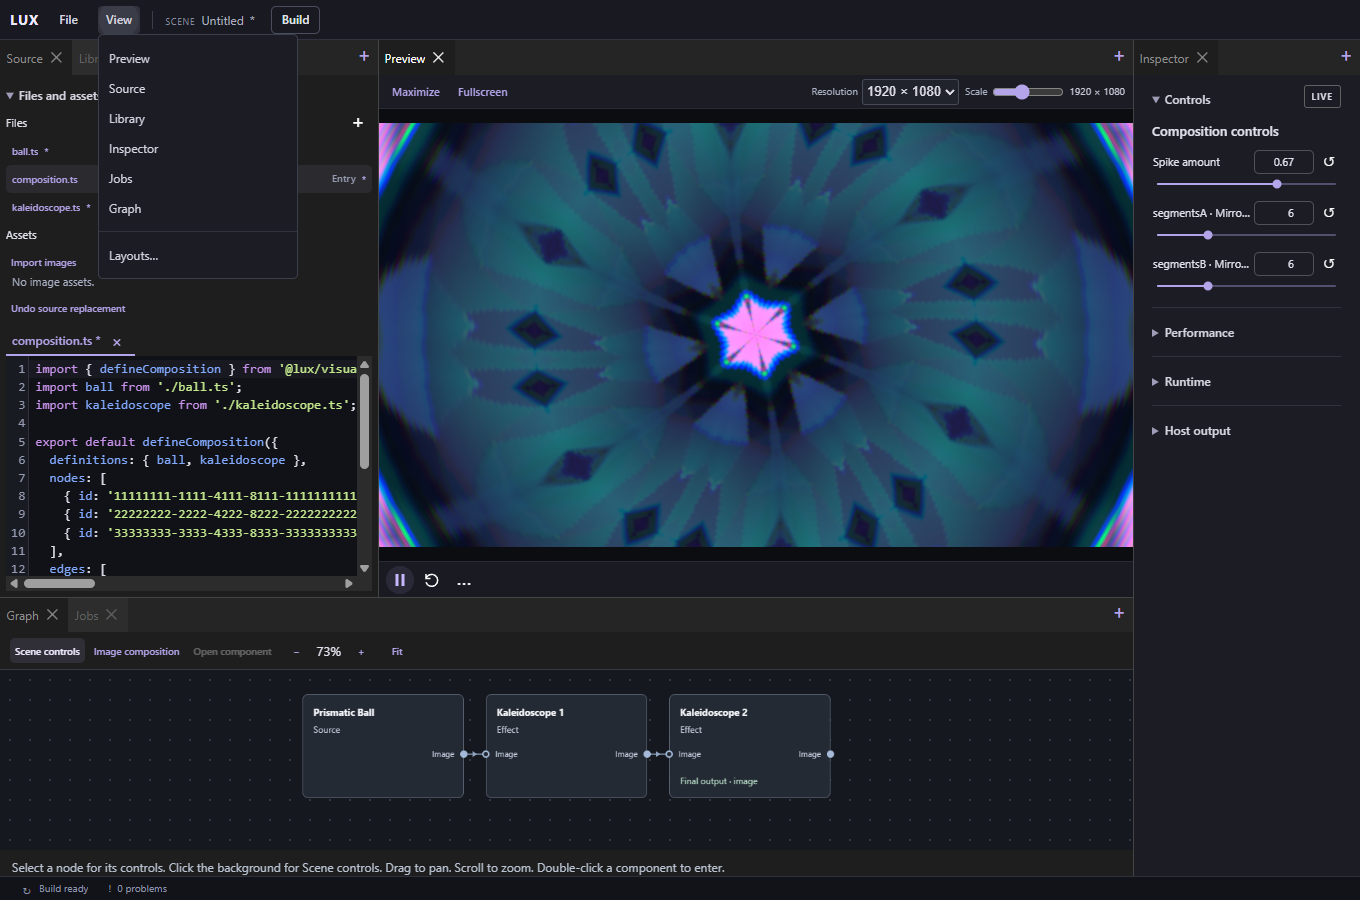 LUX File View SCENE Untitled * Build
Source
Libr
Preview
Source
Library
Inspector
Jobs
Graph
Layouts...
Files and assets
Files
ball.ts *
composition.ts Entry *
kaleidoscope.ts *
Assets
Import images
No image assets.
Undo source replacement
composition.ts *
1 import { defineComposition } from '@lux/visua
2 import ball from './ball.ts';
3 import kaleidoscope from './kaleidoscope.ts';
4
5 export default defineComposition({
6 definitions: { ball, kaleidoscope },
7 nodes: [
8 { id: '11111111-1111-4111-8111-1111111111
9 { id: '22222222-2222-4222-8222-2222222222
10 { id: '33333333-3333-4333-8333-3333333333
11 ],
12 edges: [
Preview
Maximize Fullscreen Resolution 1920 × 1080 Scale 1920 × 1080
...
Inspector
Controls LIVE
Composition controls
Spike amount 0.67
segmentsA · Mirro... 6
segmentsB · Mirro... 6
Performance
Runtime
Host output
Graph Jobs
Scene controls Image composition Open component − 73% + Fit
Prismatic Ball
Source
Image
Kaleidoscope 1
Effect
Image Image
Kaleidoscope 2
Effect
Image Image
Final output · image
Select a node for its controls. Click the background for Scene controls. Drag to pan. Scroll to zoom. Double-click a component to enter.
Build ready ! 0 problems